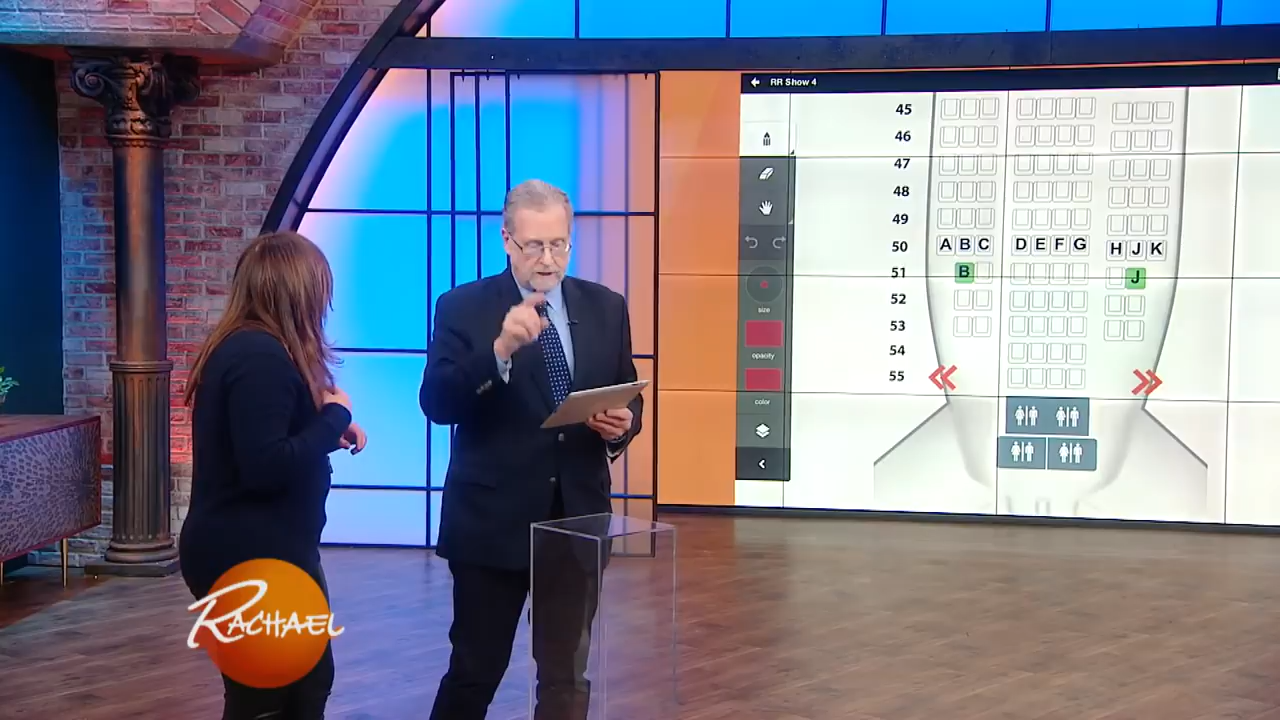 RR Show 4
45
46
47
48
49
50 A B C D E F G H J K
51 B J
52
53
54
55
size
opacity
color
RACHAEL